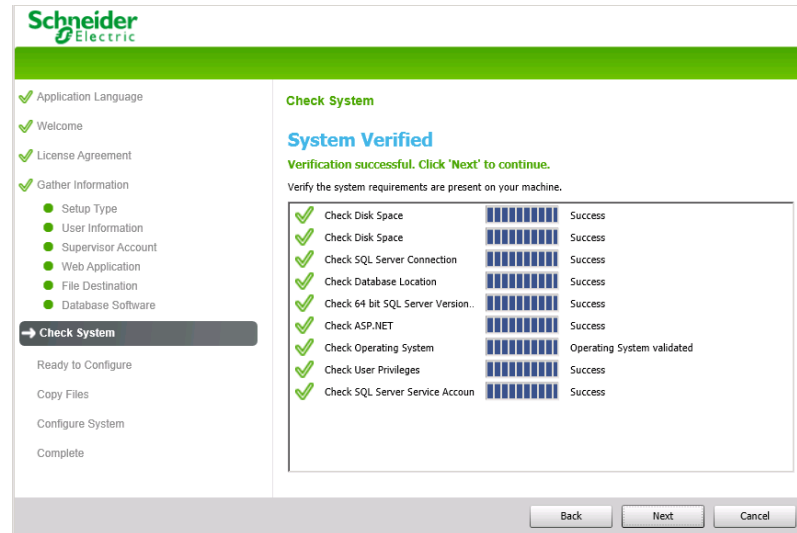 Schneider
Electric
Application Language
Welcome
License Agreement
Gather Information
Setup Type
User Information
Supervisor Account
Web Application
File Destination
Database Software
Check System
Ready to Configure
Copy Files
Configure System
Complete
Check System
System Verified
Verification successful. Click 'Next' to continue.
Verify the system requirements are present on your machine.
Check Disk Space Success
Check Disk Space Success
Check SQL Server Connection Success
Check Database Location Success
Check 64 bit SQL Server Version.. Success
Check ASP.NET Success
Check Operating System Operating System validated
Check User Privileges Success
Check SQL Server Service Accoun Success
Back Next Cancel